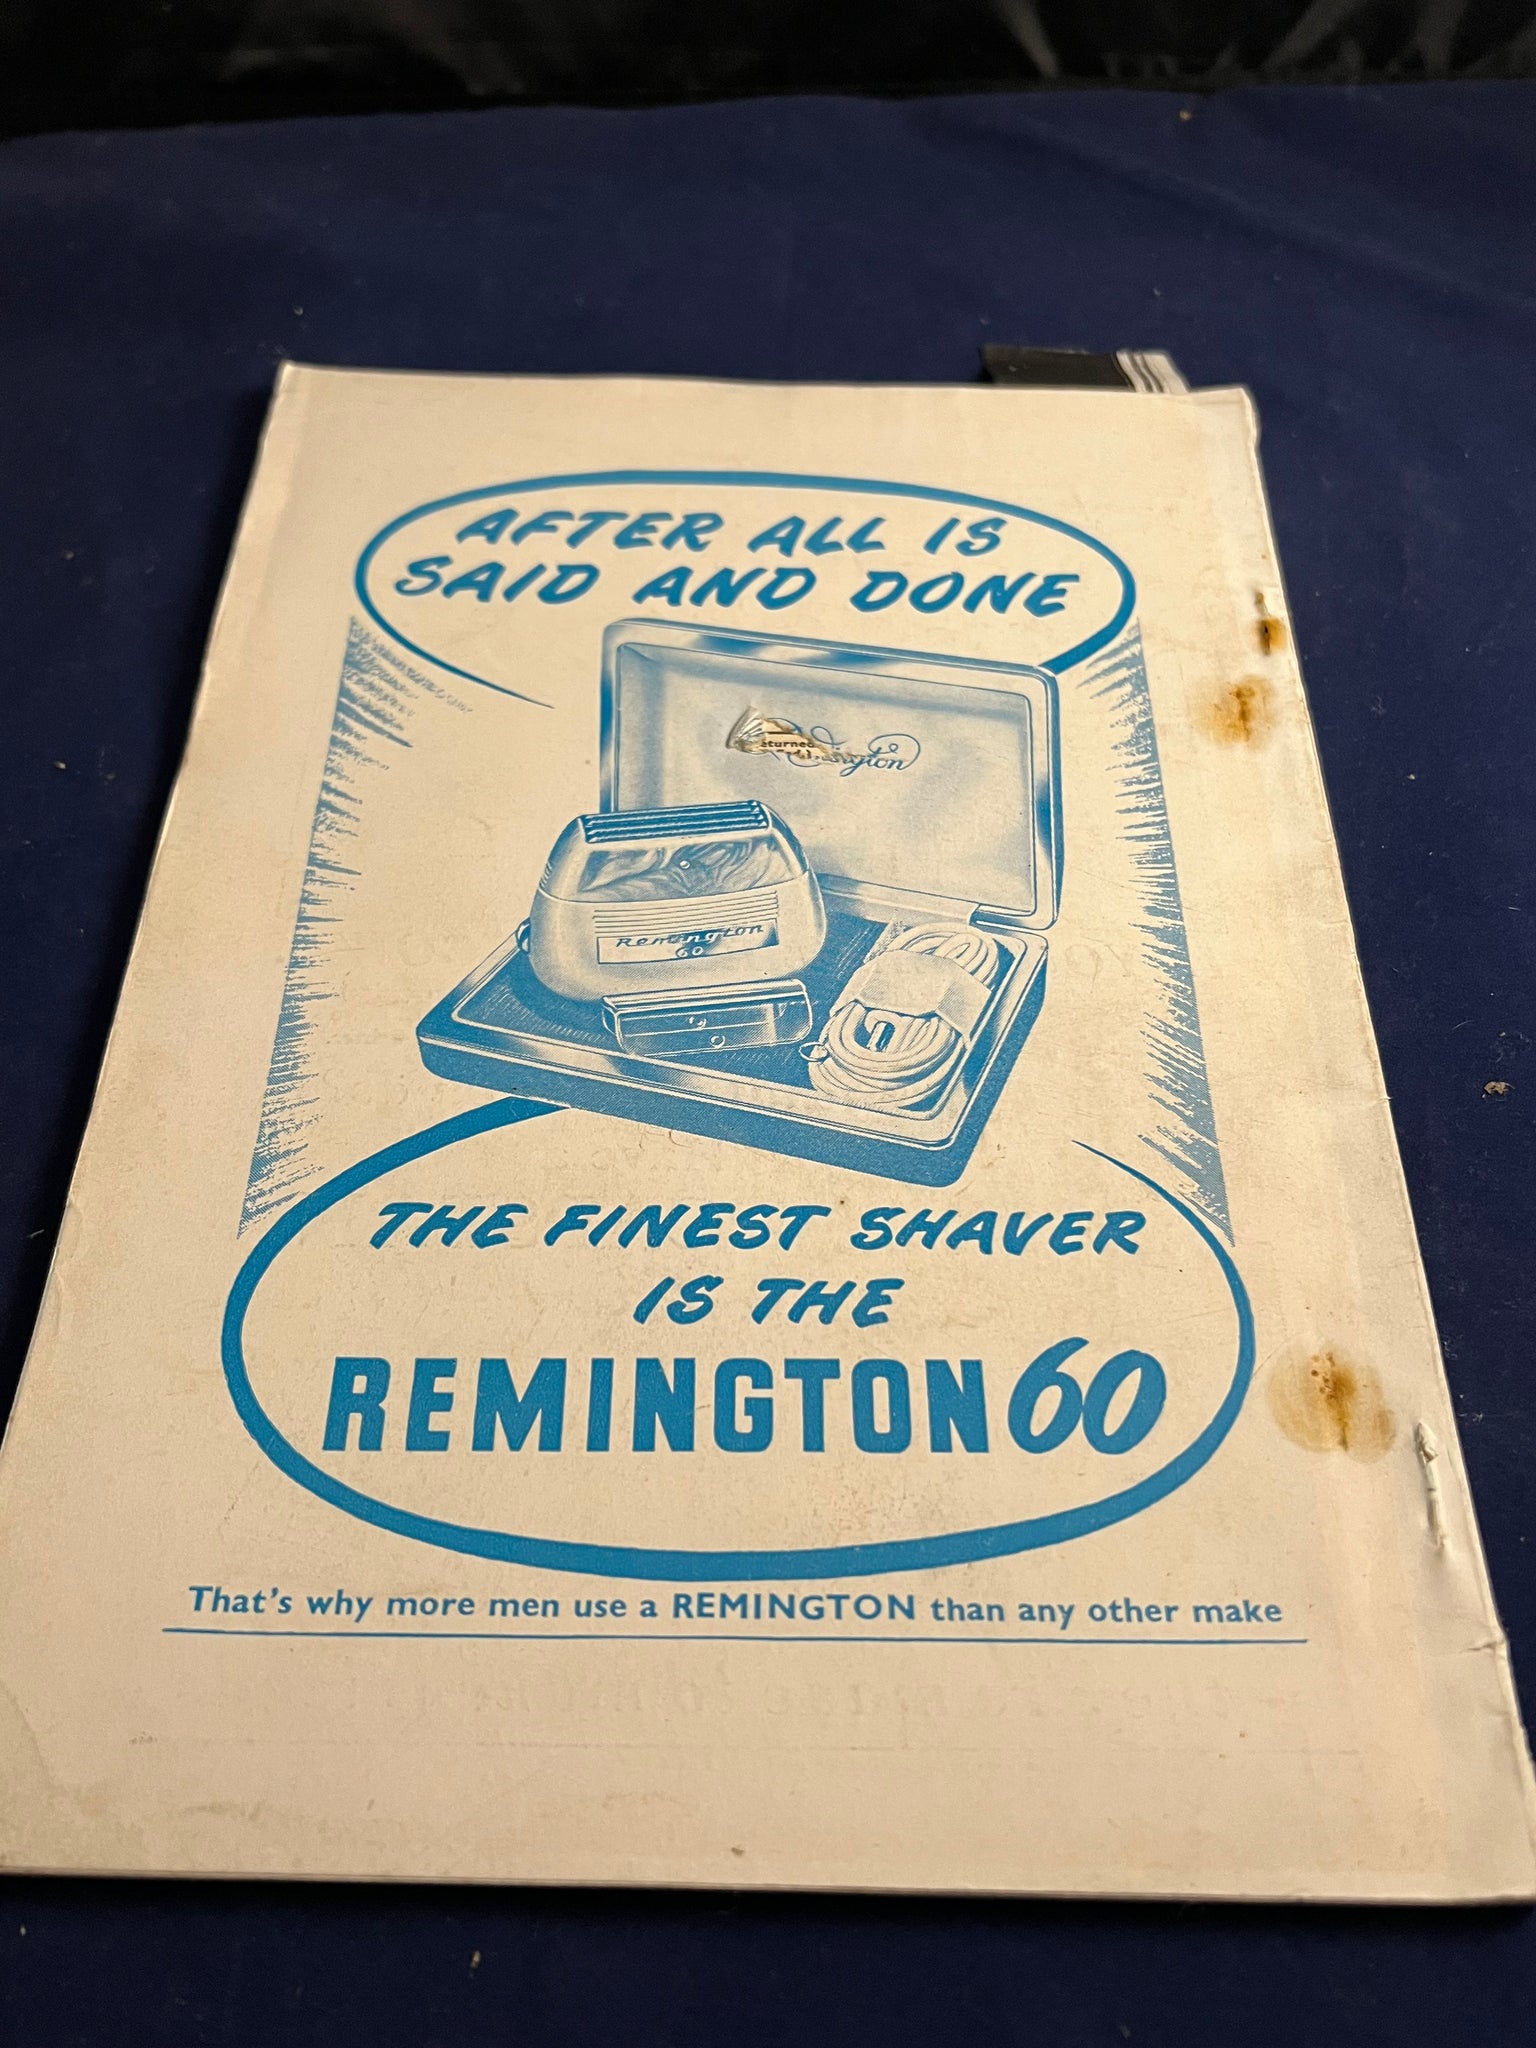 AFTER ALL IS
SAID AND DONE
Remington
60
THE FINEST SHAVER
IS THE
REMINGTON 60
That's why more men use a REMINGTON than any other make